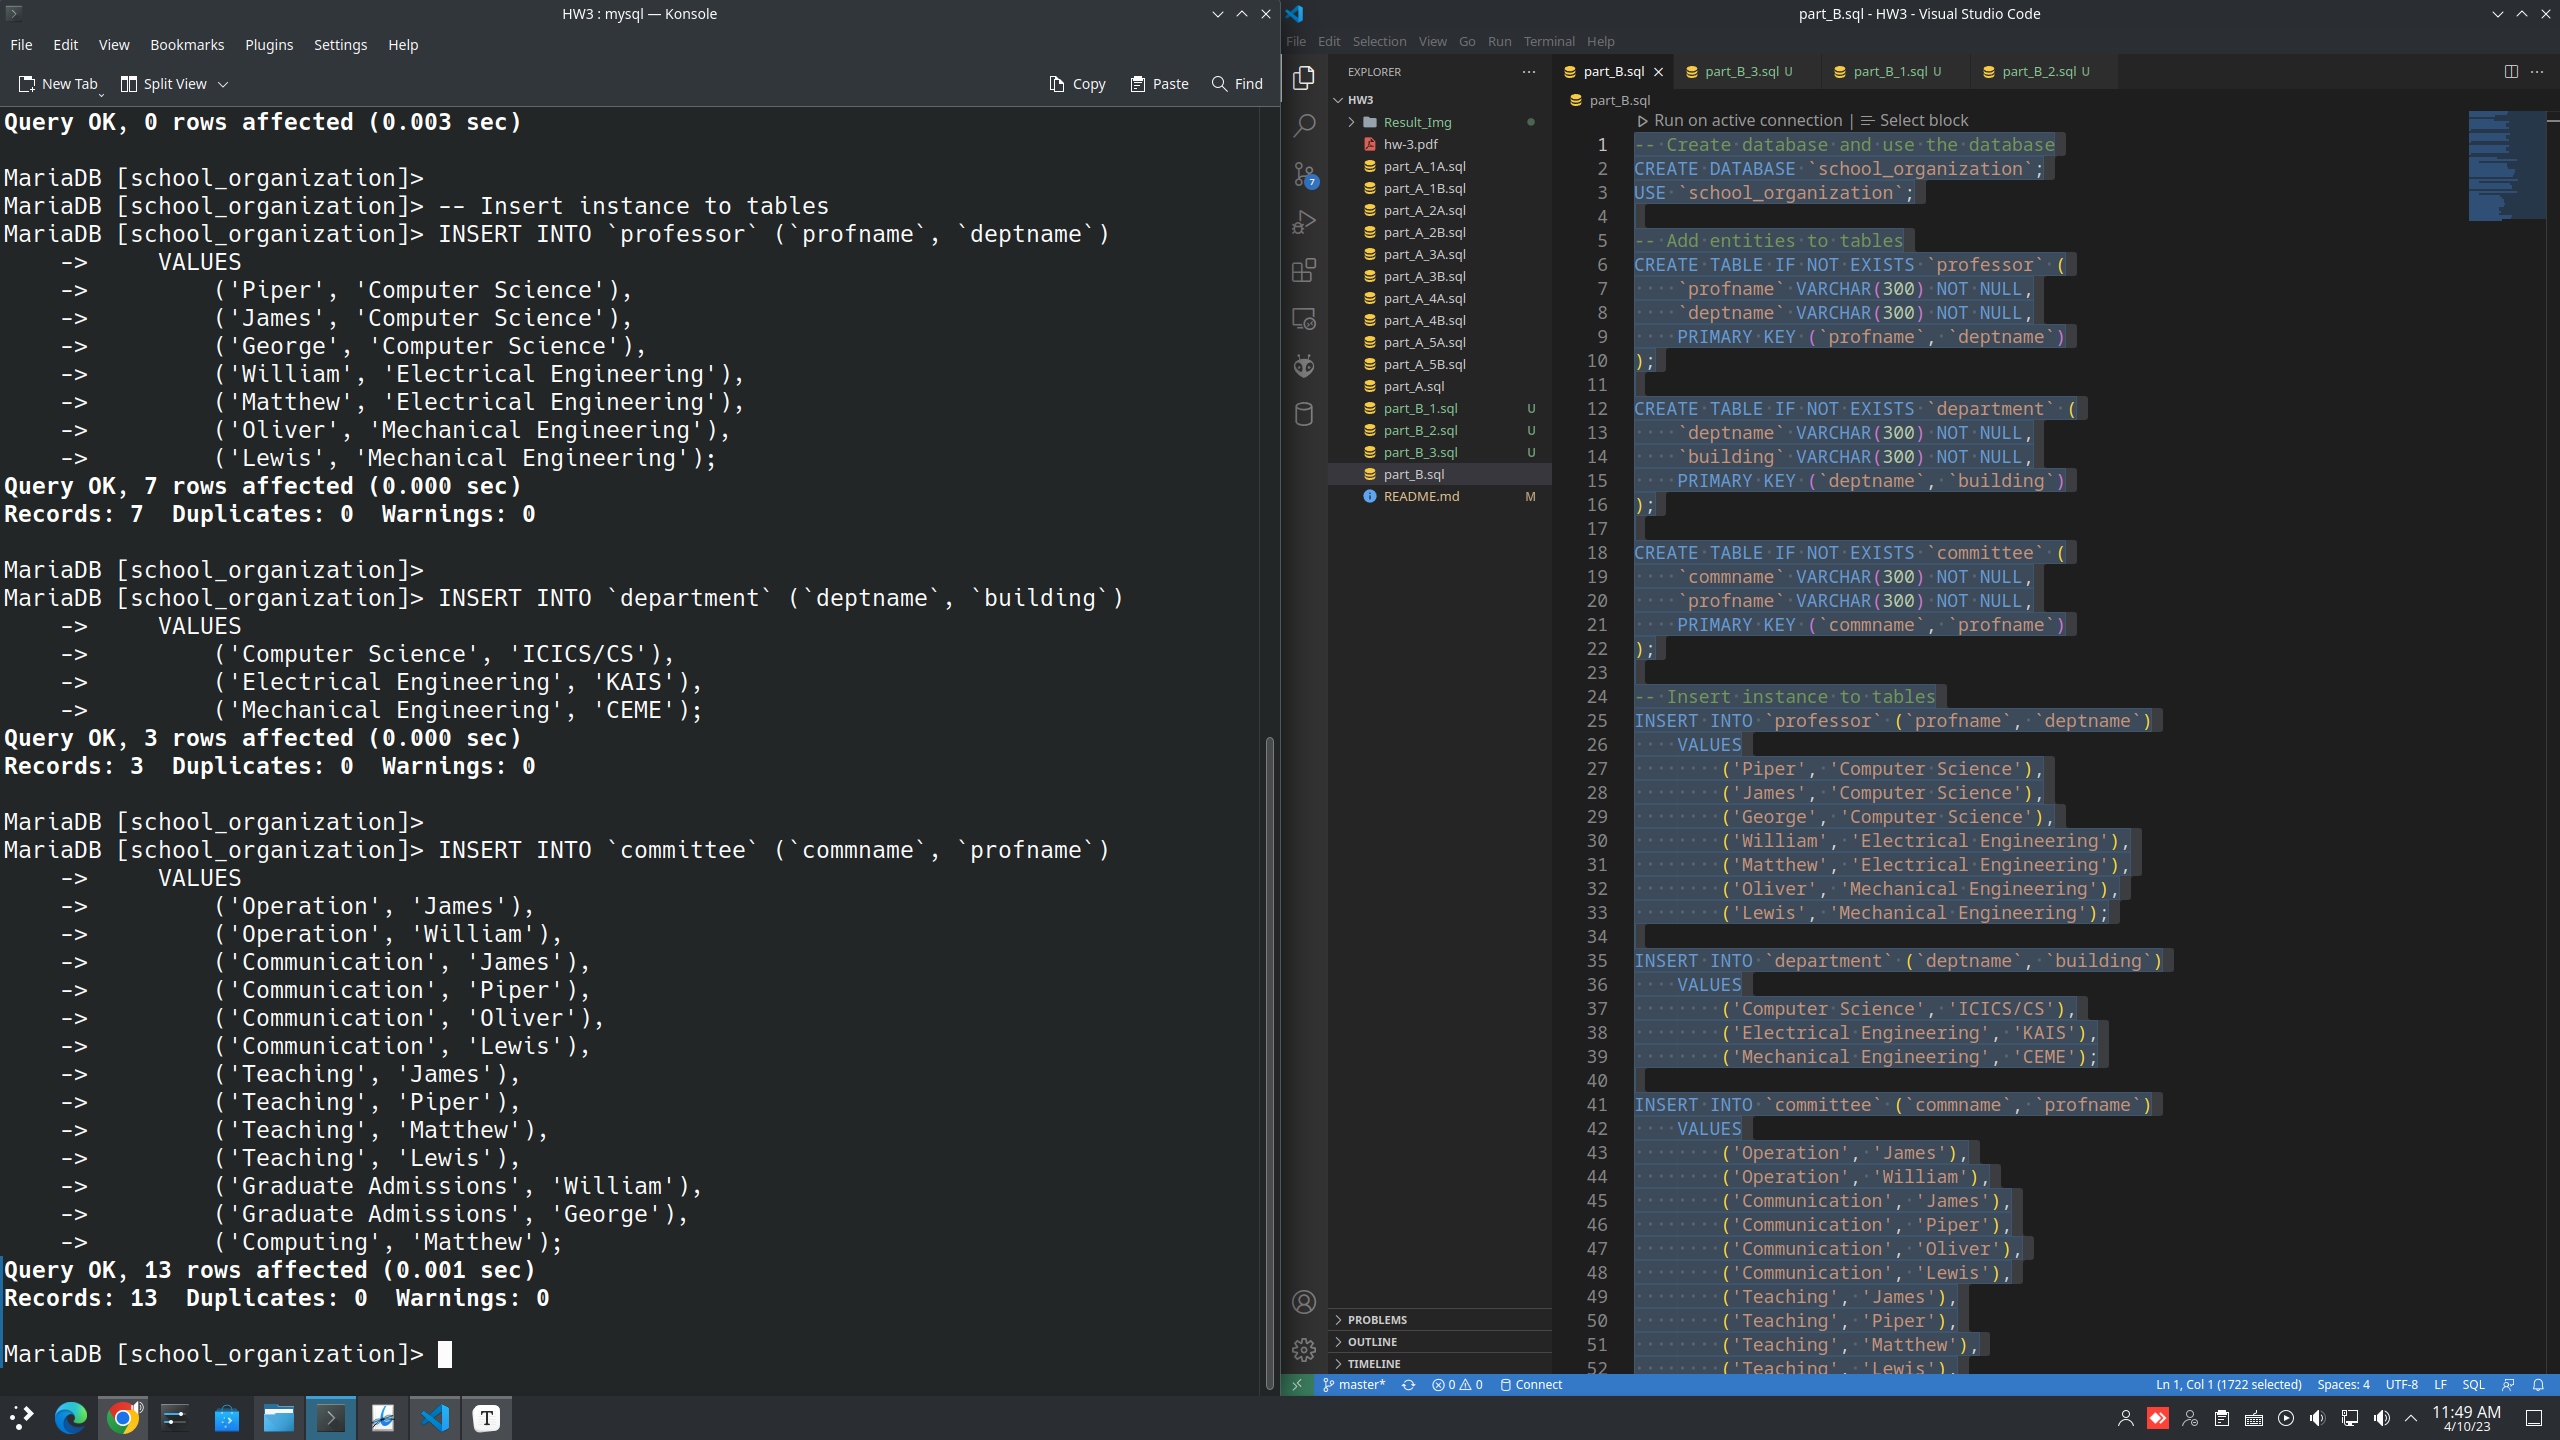 HW3 : mysql — Konsole
File Edit View Bookmarks Plugins Settings Help
New Tab Split View Copy Paste Find
Query OK, 0 rows affected (0.003 sec)
MariaDB [school_organization]>
MariaDB [school_organization]> -- Insert instance to tables
MariaDB [school_organization]> INSERT INTO `professor` (`profname`, `deptname`)
    ->     VALUES
    ->         ('Piper', 'Computer Science'),
    ->         ('James', 'Computer Science'),
    ->         ('George', 'Computer Science'),
    ->         ('William', 'Electrical Engineering'),
    ->         ('Matthew', 'Electrical Engineering'),
    ->         ('Oliver', 'Mechanical Engineering'),
    ->         ('Lewis', 'Mechanical Engineering');
Query OK, 7 rows affected (0.000 sec)
Records: 7  Duplicates: 0  Warnings: 0
MariaDB [school_organization]>
MariaDB [school_organization]> INSERT INTO `department` (`deptname`, `building`)
    ->     VALUES
    ->         ('Computer Science', 'ICICS/CS'),
    ->         ('Electrical Engineering', 'KAIS'),
    ->         ('Mechanical Engineering', 'CEME');
Query OK, 3 rows affected (0.000 sec)
Records: 3  Duplicates: 0  Warnings: 0
MariaDB [school_organization]>
MariaDB [school_organization]> INSERT INTO `committee` (`commname`, `profname`)
    ->     VALUES
    ->         ('Operation', 'James'),
    ->         ('Operation', 'William'),
    ->         ('Communication', 'James'),
    ->         ('Communication', 'Piper'),
    ->         ('Communication', 'Oliver'),
    ->         ('Communication', 'Lewis'),
    ->         ('Teaching', 'James'),
    ->         ('Teaching', 'Piper'),
    ->         ('Teaching', 'Matthew'),
    ->         ('Teaching', 'Lewis'),
    ->         ('Graduate Admissions', 'William'),
    ->         ('Graduate Admissions', 'George'),
    ->         ('Computing', 'Matthew');
Query OK, 13 rows affected (0.001 sec)
Records: 13  Duplicates: 0  Warnings: 0
MariaDB [school_organization]>
part_B.sql - HW3 - Visual Studio Code
File Edit Selection View Go Run Terminal Help
EXPLORER ···
HW3
Result_Img
hw-3.pdf
part_A_1A.sql
part_A_1B.sql
part_A_2A.sql
part_A_2B.sql
part_A_3A.sql
part_A_3B.sql
part_A_4A.sql
part_A_4B.sql
part_A_5A.sql
part_A_5B.sql
part_A.sql
part_B_1.sql U
part_B_2.sql U
part_B_3.sql U
part_B.sql
README.md M
7
PROBLEMS
OUTLINE
TIMELINE
part_B.sql part_B_3.sql U part_B_1.sql U part_B_2.sql U ···
part_B.sql
Run on active connection | Select block
1 -- Create database and use the database
2 CREATE DATABASE `school_organization`;
3 USE `school_organization`;
4
5 -- Add entities to tables
6 CREATE TABLE IF NOT EXISTS `professor` (
7     `profname` VARCHAR(300) NOT NULL,
8     `deptname` VARCHAR(300) NOT NULL,
9     PRIMARY KEY (`profname`, `deptname`)
10 );
11
12 CREATE TABLE IF NOT EXISTS `department` (
13     `deptname` VARCHAR(300) NOT NULL,
14     `building` VARCHAR(300) NOT NULL,
15     PRIMARY KEY (`deptname`, `building`)
16 );
17
18 CREATE TABLE IF NOT EXISTS `committee` (
19     `commname` VARCHAR(300) NOT NULL,
20     `profname` VARCHAR(300) NOT NULL,
21     PRIMARY KEY (`commname`, `profname`)
22 );
23
24 -- Insert instance to tables
25 INSERT INTO `professor` (`profname`, `deptname`)
26     VALUES
27         ('Piper', 'Computer Science'),
28         ('James', 'Computer Science'),
29         ('George', 'Computer Science'),
30         ('William', 'Electrical Engineering'),
31         ('Matthew', 'Electrical Engineering'),
32         ('Oliver', 'Mechanical Engineering'),
33         ('Lewis', 'Mechanical Engineering');
34
35 INSERT INTO `department` (`deptname`, `building`)
36     VALUES
37         ('Computer Science', 'ICICS/CS'),
38         ('Electrical Engineering', 'KAIS'),
39         ('Mechanical Engineering', 'CEME');
40
41 INSERT INTO `committee` (`commname`, `profname`)
42     VALUES
43         ('Operation', 'James'),
44         ('Operation', 'William'),
45         ('Communication', 'James'),
46         ('Communication', 'Piper'),
47         ('Communication', 'Oliver'),
48         ('Communication', 'Lewis'),
49         ('Teaching', 'James'),
50         ('Teaching', 'Piper'),
51         ('Teaching', 'Matthew'),
52         ('Teaching', 'Lewis'),
master* 0 0 Connect Ln 1, Col 1 (1722 selected) Spaces: 4 UTF-8 LF SQL
T
11:49 AM
4/10/23